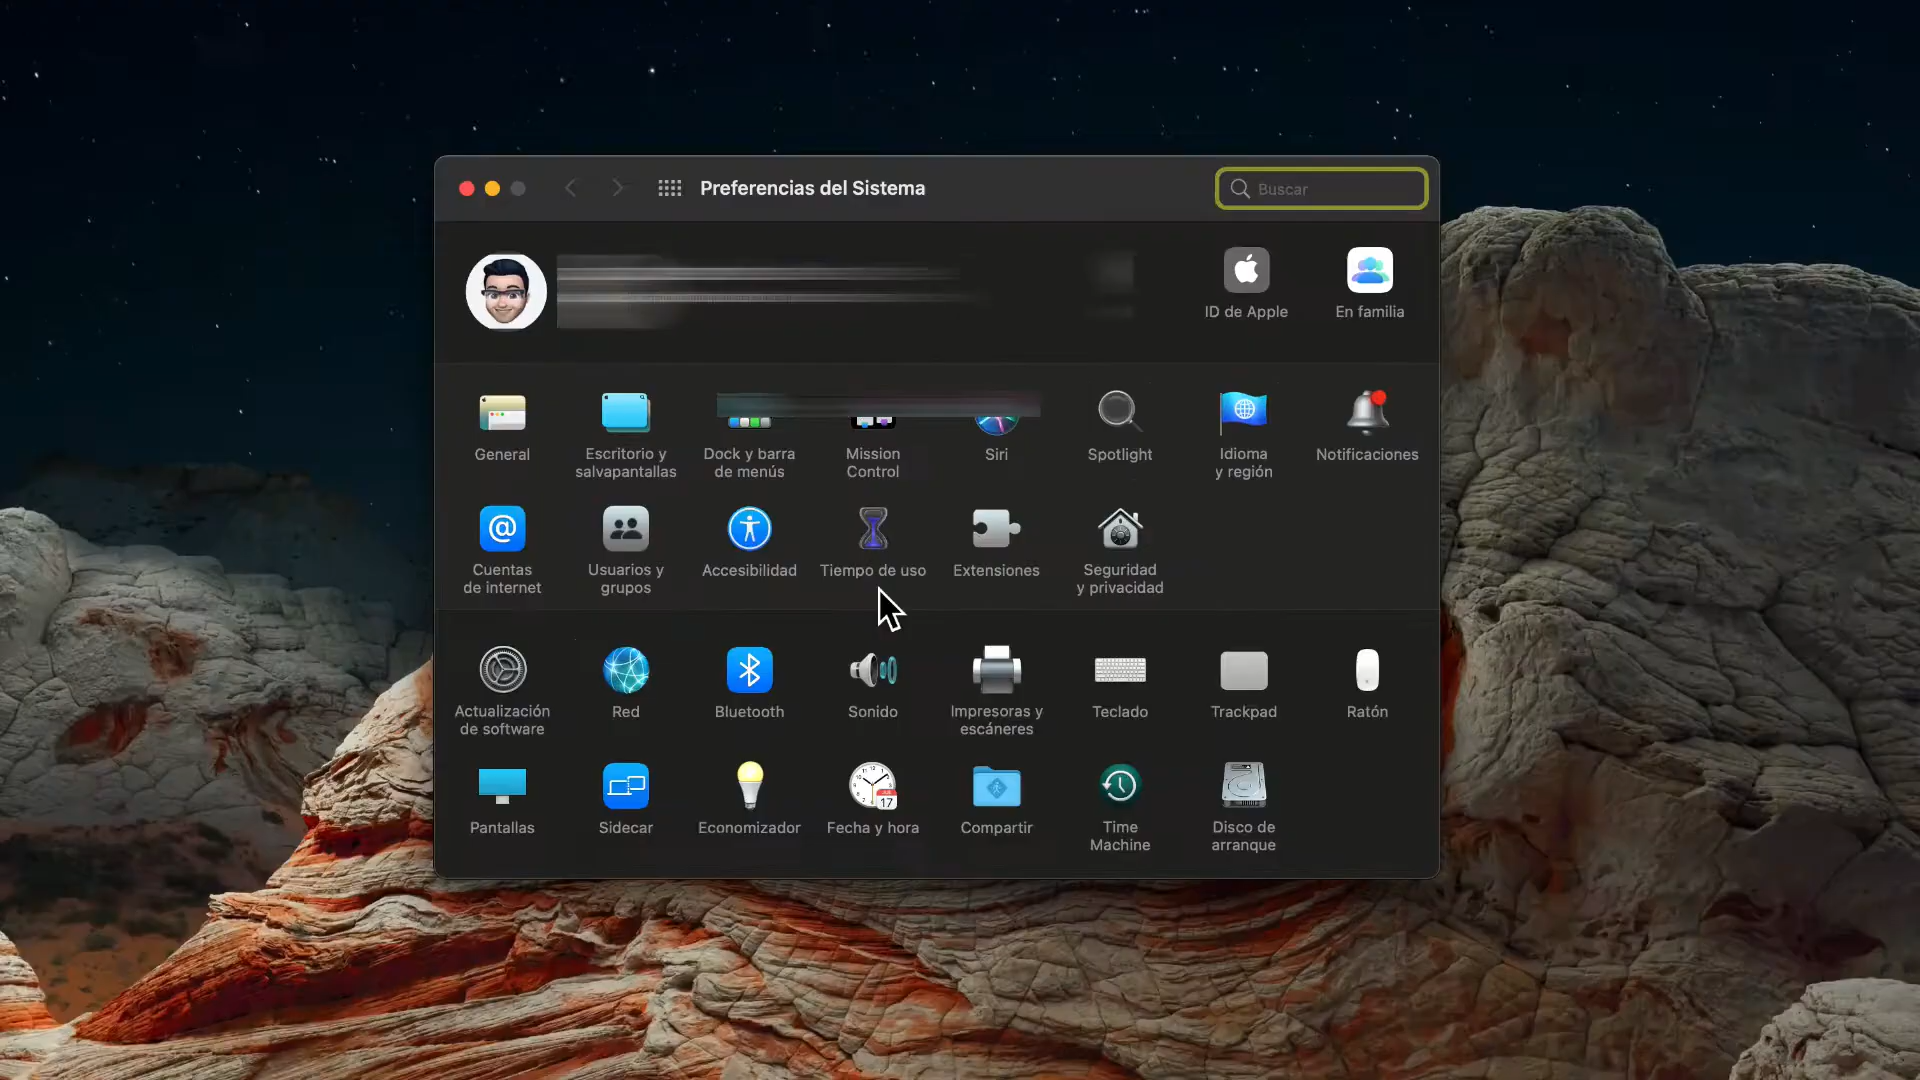 Preferencias del Sistema
Buscar
ID de Apple
En familia
General
Escritorio y
salvapantallas
Dock y barra
de menús
Mission
Control
Siri
Spotlight
Idioma
y región
Notificaciones
Cuentas
de internet
Usuarios y
grupos
Accesibilidad
Tiempo de uso
Extensiones
Seguridad
y privacidad
Actualización
de software
Red
Bluetooth
Sonido
Impresoras y
escáneres
Teclado
Trackpad
Ratón
Pantallas
Sidecar
Economizador
17
Fecha y hora
Compartir
Time
Machine
Disco de
arranque